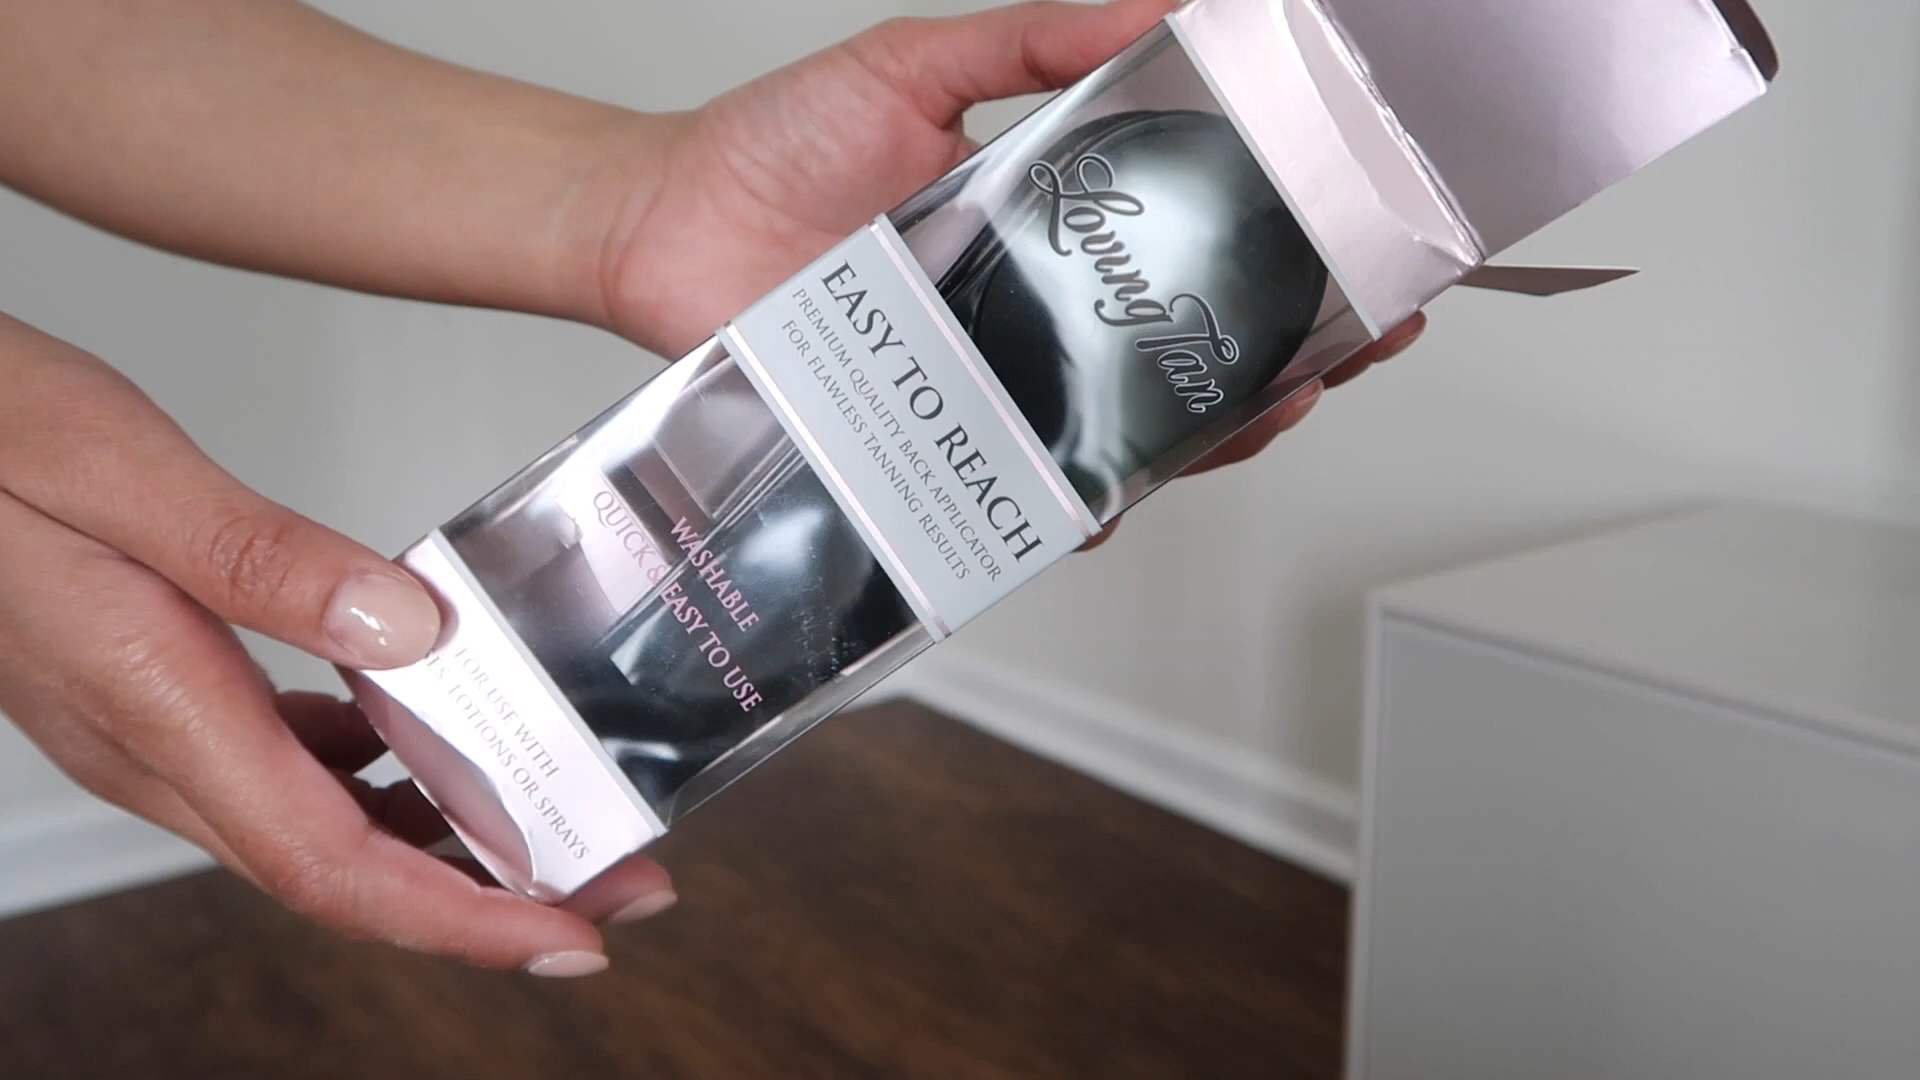 Loving Tan
EASY TO REACH
PREMIUM QUALITY BACK APPLICATOR
FOR FLAWLESS TANNING RESULTS
WASHABLE
QUICK & EASY TO USE
FOR USE WITH
LOTIONS OR SPRAYS